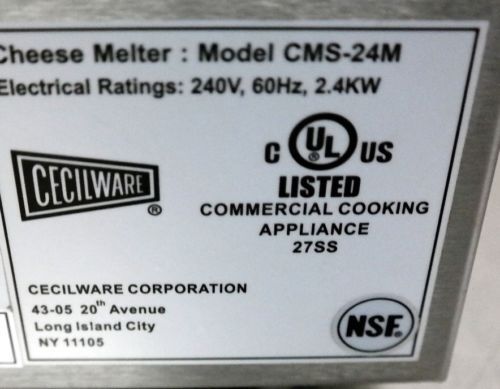 Cheese Melter : Model CMS-24M
Electrical Ratings: 240V, 60Hz, 2.4KW
CECILWARE ®
C UL ® US
LISTED
COMMERCIAL COOKING
APPLIANCE
27SS
CECILWARE CORPORATION
43-05 20th Avenue
Long Island City
NY 11105
NSF.